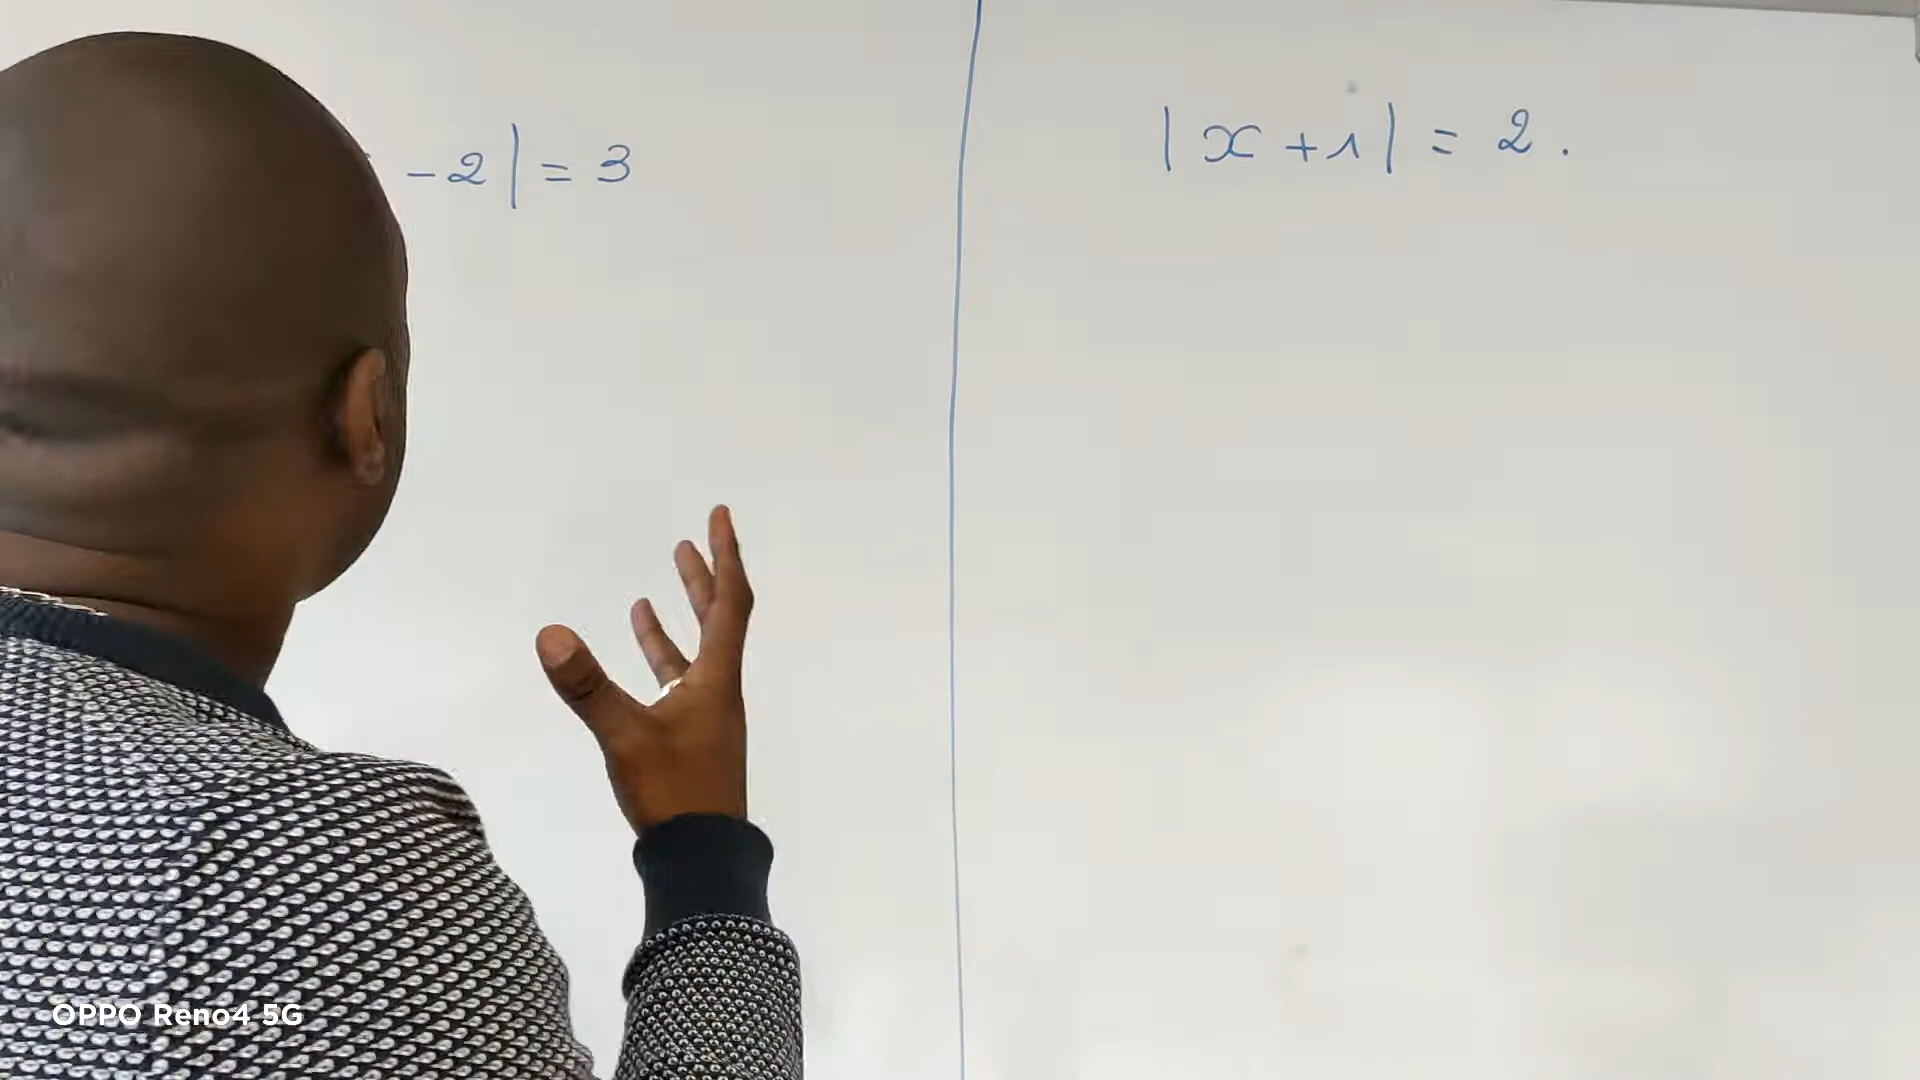 -2| = 3
|x+1| = 2.
OPPO Reno4 5G